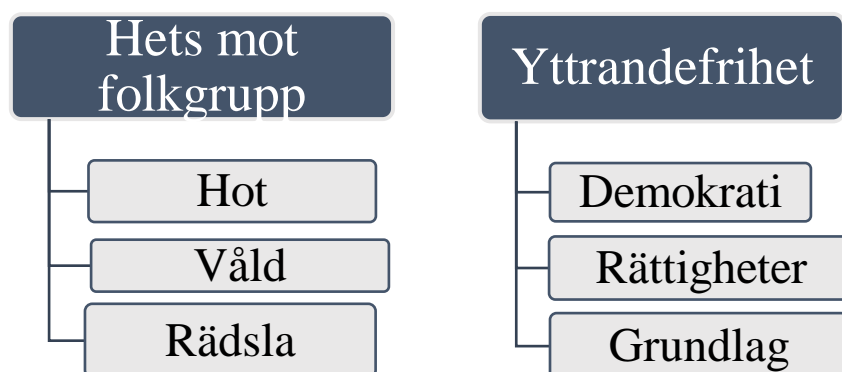 Hets mot
folkgrupp
Hot
Våld
Rädsla
Yttrandefrihet
Demokrati
Rättigheter
Grundlag